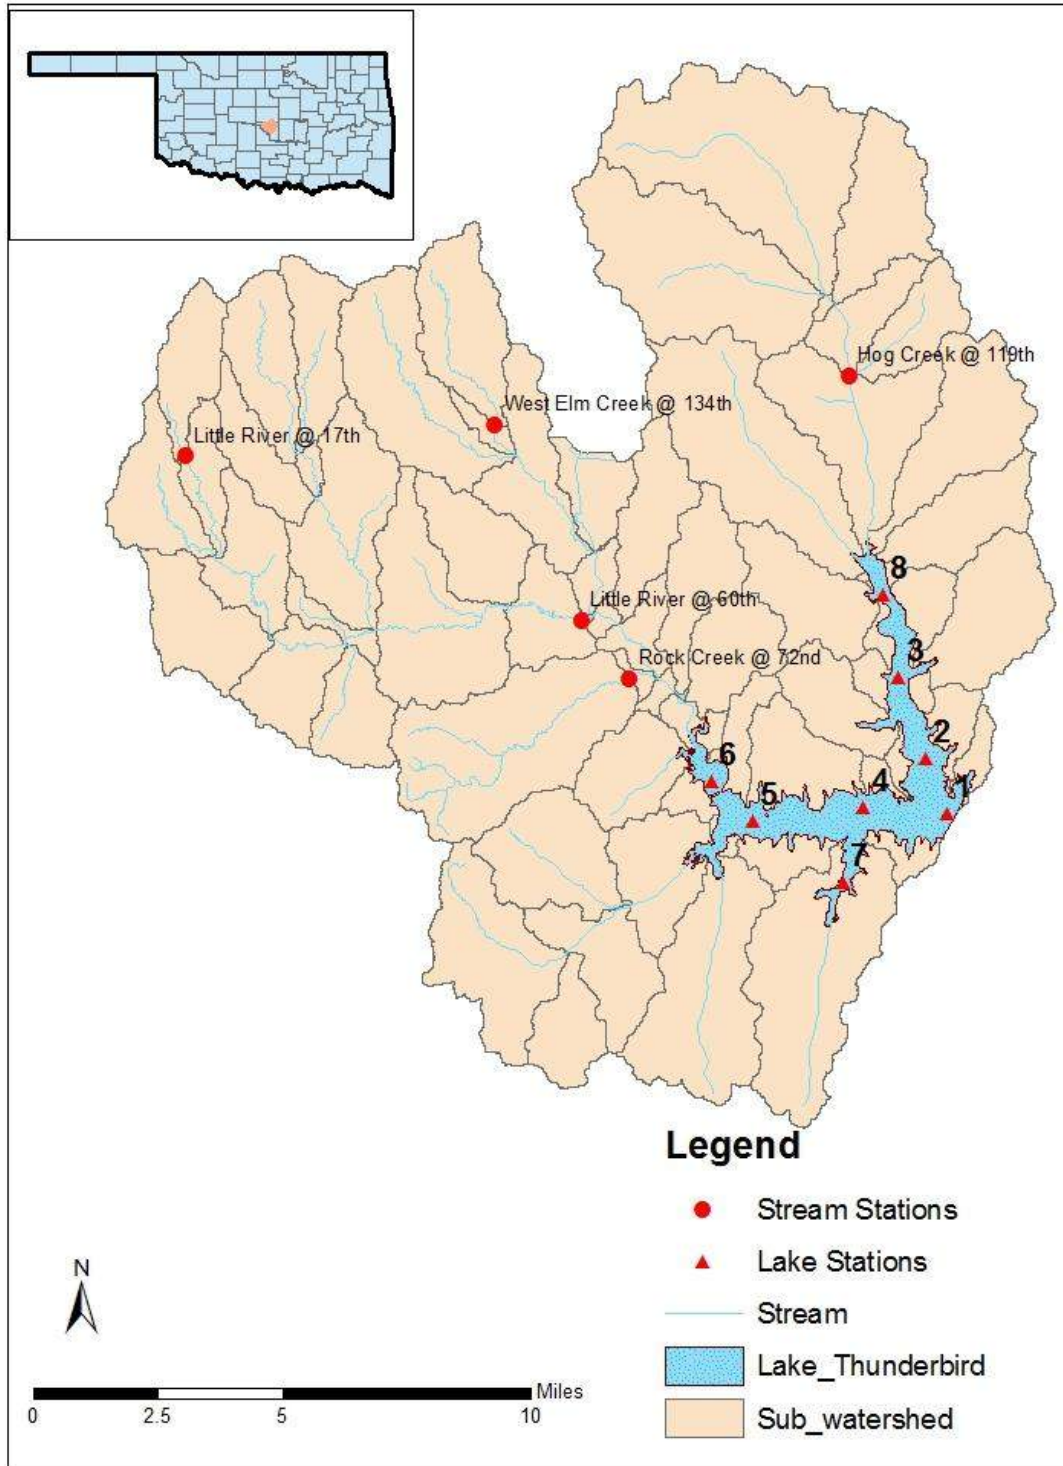 Hog Creek @ 119th
West Elm Creek @ 134th
Little River @ 17th
8
Little River @ 60th
3
Rock Creek @ 72nd
2
6
1
4
5
7
Legend
Stream Stations
Lake Stations
N
Stream
Lake_Thunderbird
Miles
0 2.5 5 10
Sub_watershed